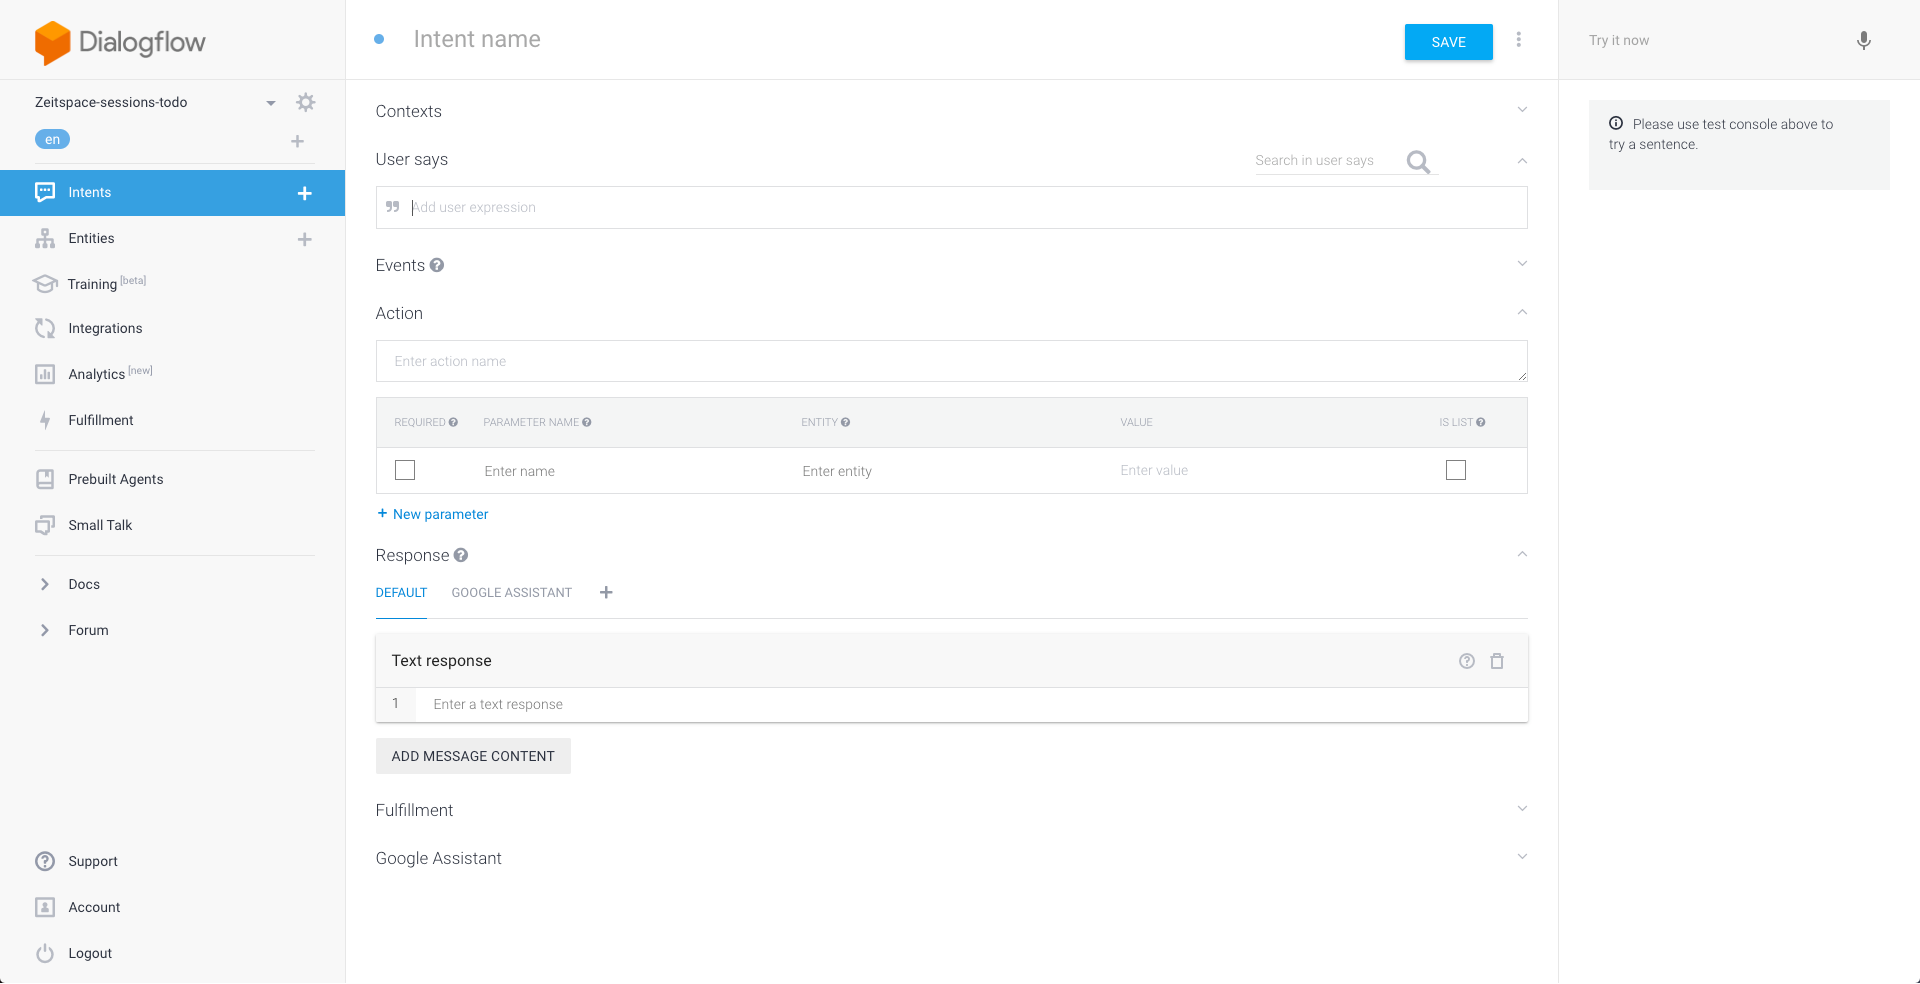 Dialogflow
Zeitspace-sessions-todo
en
Intents
Entities
Training [beta]
Integrations
Analytics [new]
Fulfillment
Prebuilt Agents
Small Talk
Docs
Forum
Support
Account
Logout
Intent name
SAVE
Contexts
User says
Search in user says
Add user expression
Events
Action
Enter action name
REQUIRED PARAMETER NAME ENTITY VALUE IS LIST
Enter name Enter entity Enter value
+ New parameter
Response
DEFAULT GOOGLE ASSISTANT
Text response
1 Enter a text response
ADD MESSAGE CONTENT
Fulfillment
Google Assistant
Try it now
Please use test console above to
try a sentence.